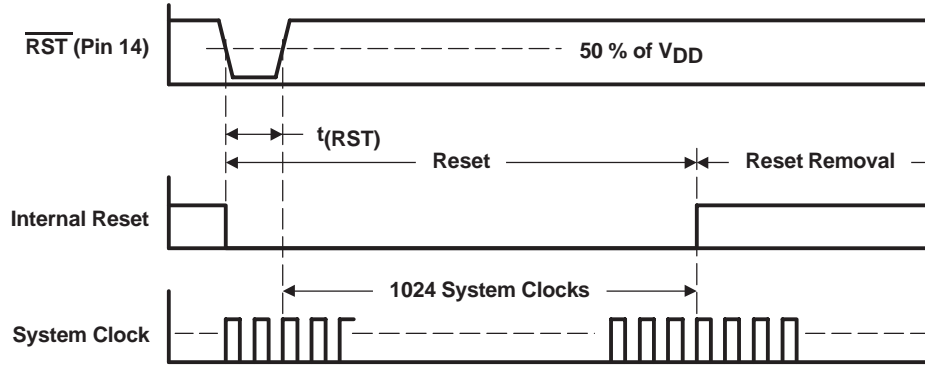 RST (Pin 14)
50 % of VDD
t(RST)
Reset
Reset Removal
Internal Reset
1024 System Clocks
System Clock